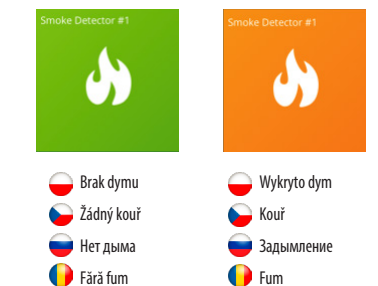 Smoke Detector #1
Smoke Detector #1
Brak dymu
Žádný kouř
Нет дыма
Fără fum
Wykryto dym
Kouř
Задымление
Fum